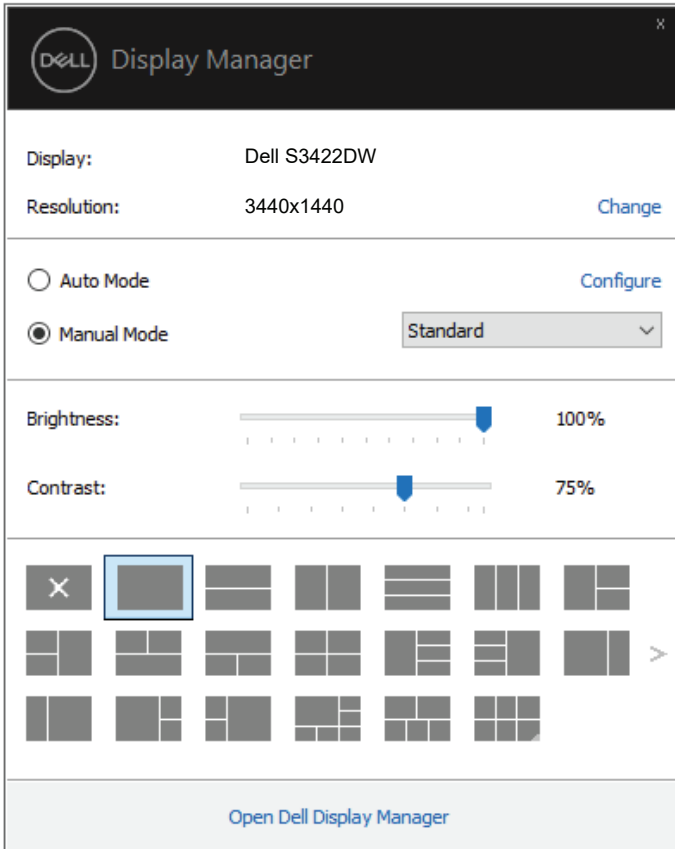 x
DELL Display Manager
Display: Dell S3422DW
Resolution: 3440x1440 Change
Auto Mode Configure
Manual Mode Standard
Brightness: 100%
Contrast: 75%
Open Dell Display Manager